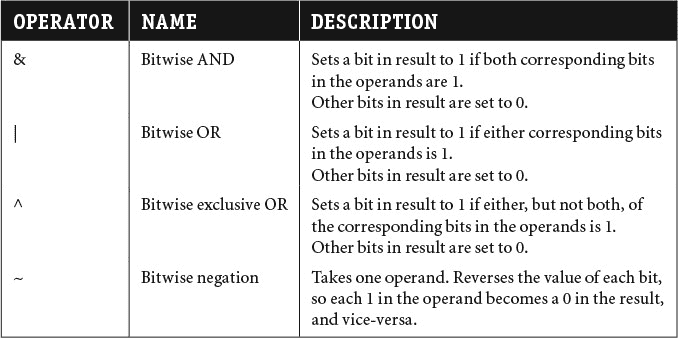 OPERATOR NAME DESCRIPTION
& Bitwise AND Sets a bit in result to 1 if both corresponding bits
in the operands are 1.
Other bits in result are set to 0.
| Bitwise OR Sets a bit in result to 1 if either corresponding bits
in the operands is 1.
Other bits in result are set to 0.
^ Bitwise exclusive OR Sets a bit in result to 1 if either, but not both, of
the corresponding bits in the operands is 1.
Other bits in result are set to 0.
~ Bitwise negation Takes one operand. Reverses the value of each bit,
so each 1 in the operand becomes a 0 in the result,
and vice-versa.